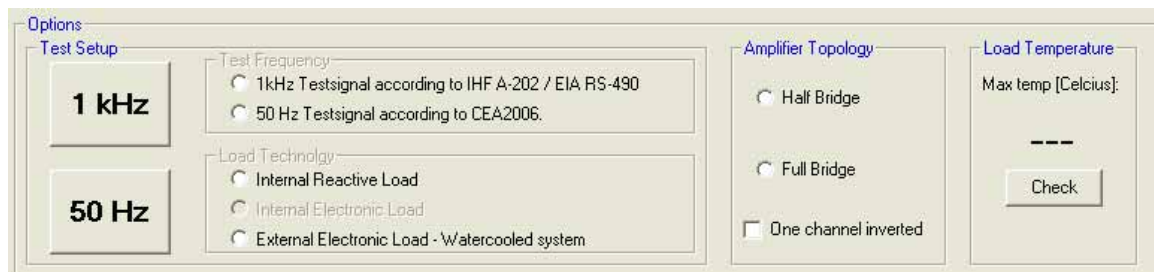 Options
Test Setup
1 kHz
50 Hz
Test Frequency
1kHz Testsignal according to IHF A-202 / EIA RS-490
50 Hz Testsignal according to CEA2006.
Load Technolgy
Internal Reactive Load
Internal Electronic Load
External Electronic Load - Watercooled system
Amplifier Topology
Half Bridge
Full Bridge
One channel inverted
Load Temperature
Max temp [Celcius]:
---
Check